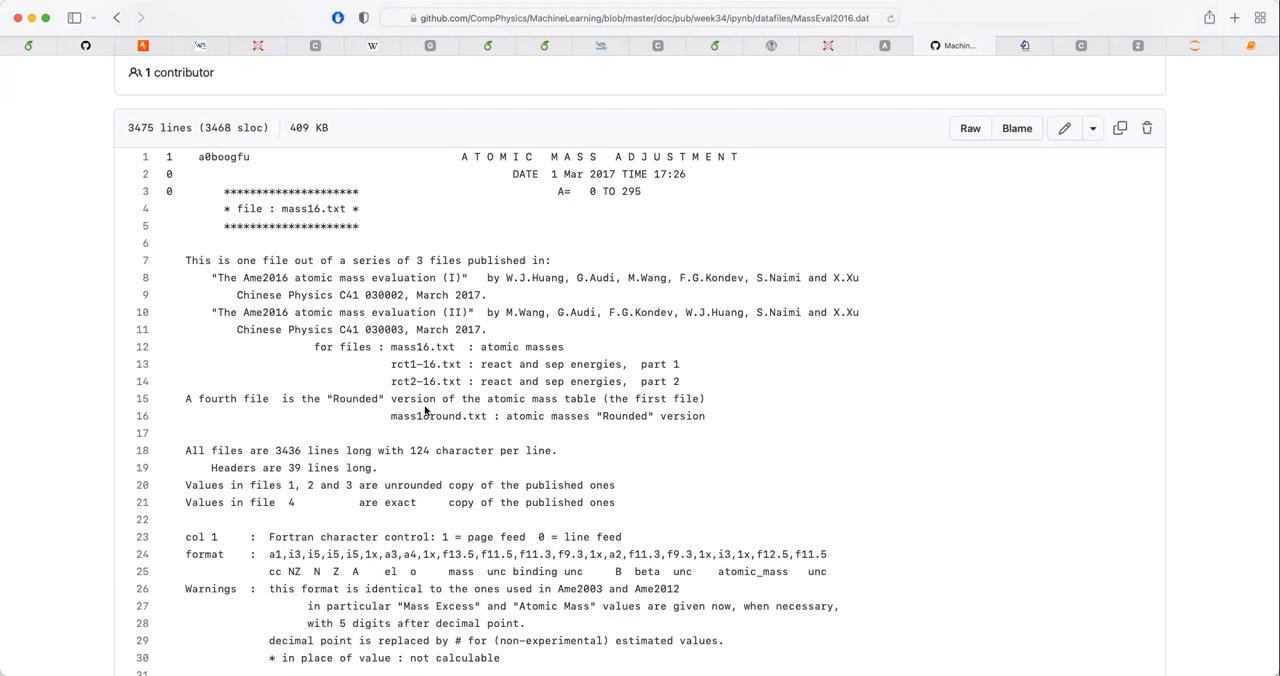 github.com/CompPhysics/MachineLearning/blob/master/doc/pub/week34/ipynb/datafiles/MassEval2016.dat
Machin...
1 contributor
3475 lines (3468 sloc) 409 KB
Raw Blame
1 1 a0boogfu A T O M I C M A S S A D J U S T M E N T
2 0 DATE 1 Mar 2017 TIME 17:26
3 0 ********************* A= 0 TO 295
4 * file : mass16.txt *
5 *********************
6
7 This is one file out of a series of 3 files published in:
8 "The Ame2016 atomic mass evaluation (I)" by W.J.Huang, G.Audi, M.Wang, F.G.Kondev, S.Naimi and X.Xu
9 Chinese Physics C41 030002, March 2017.
10 "The Ame2016 atomic mass evaluation (II)" by M.Wang, G.Audi, F.G.Kondev, W.J.Huang, S.Naimi and X.Xu
11 Chinese Physics C41 030003, March 2017.
12 for files : mass16.txt : atomic masses
13 rct1-16.txt : react and sep energies, part 1
14 rct2-16.txt : react and sep energies, part 2
15 A fourth file is the "Rounded" version of the atomic mass table (the first file)
16 mass16round.txt : atomic masses "Rounded" version
17
18 All files are 3436 lines long with 124 character per line.
19 Headers are 39 lines long.
20 Values in files 1, 2 and 3 are unrounded copy of the published ones
21 Values in file 4 are exact copy of the published ones
22
23 col 1 : Fortran character control: 1 = page feed 0 = line feed
24 format : a1,i3,i5,i5,i5,1x,a3,a4,1x,f13.5,f11.5,f11.3,f9.3,1x,a2,f11.3,f9.3,1x,i3,1x,f12.5,f11.5
25 cc NZ N Z A el o mass unc binding unc B beta unc atomic_mass unc
26 Warnings : this format is identical to the ones used in Ame2003 and Ame2012
27 in particular "Mass Excess" and "Atomic Mass" values are given now, when necessary,
28 with 5 digits after decimal point.
29 decimal point is replaced by # for (non-experimental) estimated values.
30 * in place of value : not calculable
31